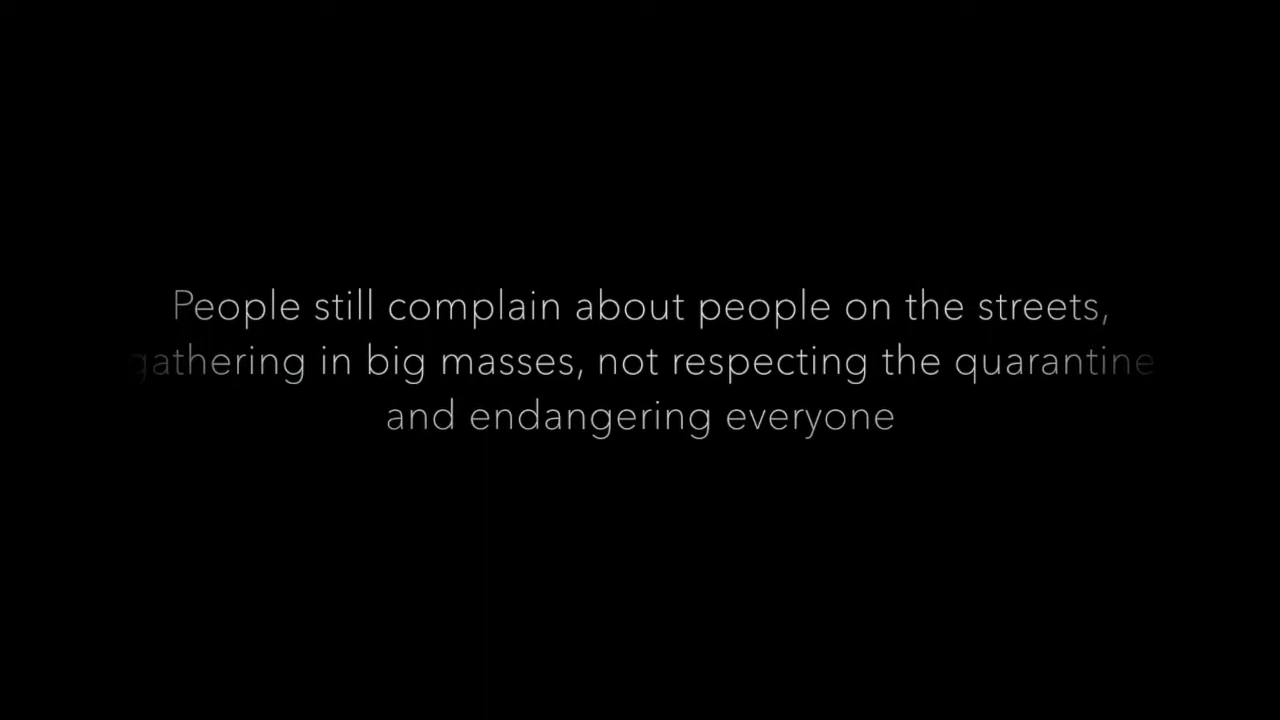 People still complain about people on the streets,
gathering in big masses, not respecting the quarantine
and endangering everyone